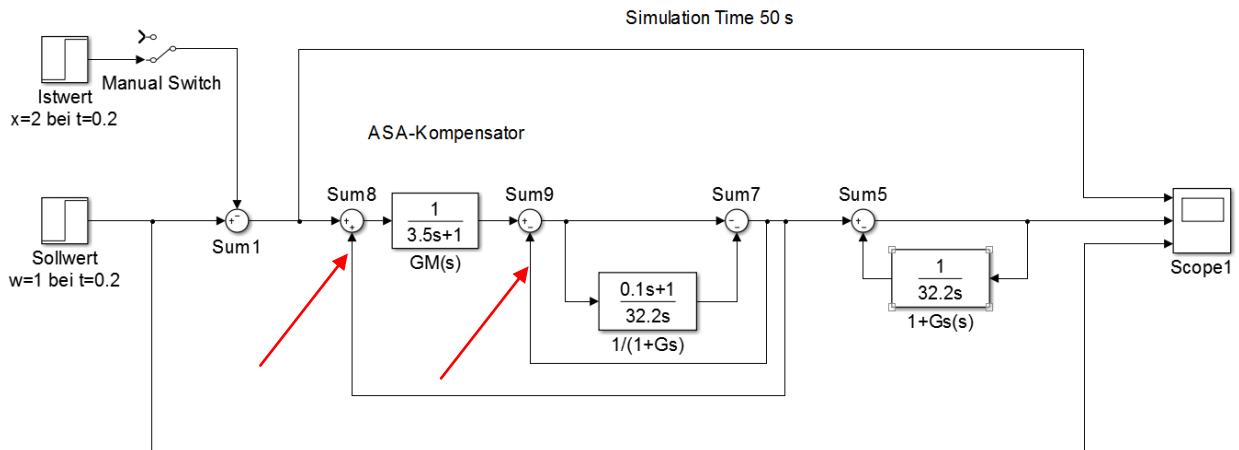 Simulation Time 50 s
Manual Switch
Istwert
x=2 bei t=0.2
ASA-Kompensator
Sum8
Sum9
Sum7
Sum5
+
-
Sum1
+
+
1
3.5s+1
GM(s)
+
-
-
-
+
-
Sollwert
w=1 bei t=0.2
0.1s+1
32.2s
1/(1+Gs)
1
32.2s
1+Gs(s)
Scope1